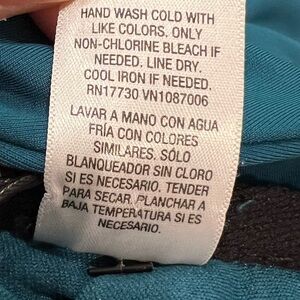 HAND WASH COLD WITH
LIKE COLORS. ONLY
NON-CHLORINE BLEACH IF
NEEDED. LINE DRY.
COOL IRON IF NEEDED.
RN17730 VN1087006
LAVAR A MANO CON AGUA
FRÍA CON COLORES
SIMILARES. SÓLO
BLANQUEADOR SIN CLORO
SI ES NECESARIO. TENDER
PARA SECAR. PLANCHAR A
BAJA TEMPERATURA SI ES
NECESARIO.